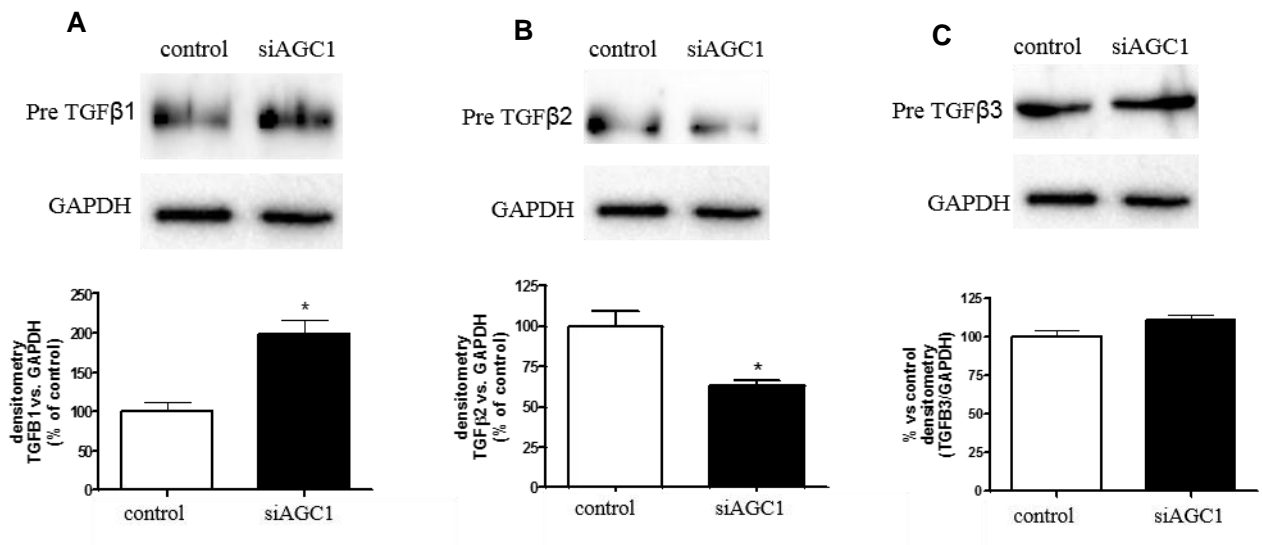 A
control siAGC1
Pre TGFβ1
GAPDH
densitometry
TGFB1 vs. GAPDH
(% of control)
250
200
150
100
50
0
*
control siAGC1
B
control siAGC1
Pre TGFβ2
GAPDH
densitometry
TGFβ2 vs. GAPDH
(% of control)
125
100
75
50
25
0
*
control siAGC1
C
control siAGC1
Pre TGFβ3
GAPDH
% vs control
densitometry
(TGFB3/GAPDH)
125
100
75
50
25
0
control siAGC1